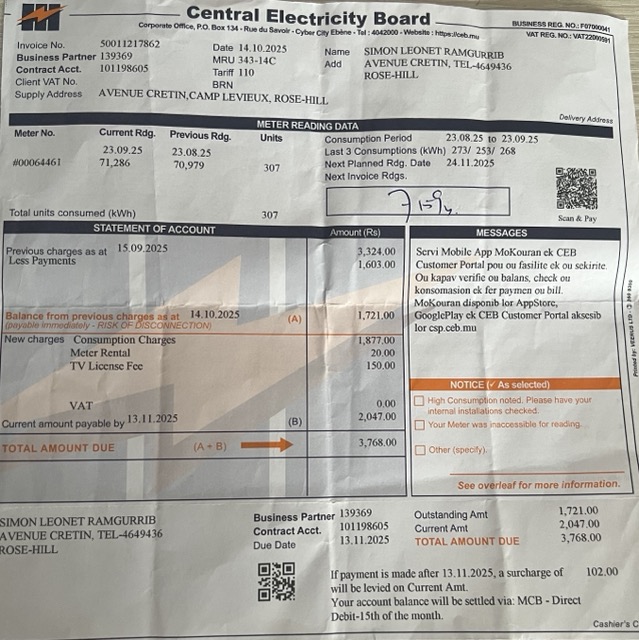 Central Electricity Board
Corporate Office, P.O. Box 134 - Rue du Savoir - Cyber City Ebène - Tel : 4042000 - Website : https://ceb.mu
BUSINESS REG. NO.: F07000041
VAT REG. NO.: VAT22000591
Invoice No. 50011217862
Business Partner 139369
Contract Acct. 101198605
Client VAT No.
Supply Address AVENUE CRETIN,CAMP LEVIEUX, ROSE-HILL
Date 14.10.2025
MRU 343-14C
Tariff 110
BRN
Name SIMON LEONET RAMGURRIB
Add AVENUE CRETIN, TEL-4649436
ROSE-HILL
Delivery Address
METER READING DATA
Meter No. Current Rdg. Previous Rdg. Units
23.09.25 23.08.25
#00064461 71,286 70,979 307
Total units consumed (kWh) 307
Consumption Period 23.08.25 to 23.09.25
Last 3 Consumptions (kWh) 273/ 253/ 268
Next Planned Rdg. Date 24.11.2025
Next Invoice Rdgs.
Scan & Pay
STATEMENT OF ACCOUNT Amount (Rs)
Previous charges as at 15.09.2025 3,324.00
Less Payments 1,603.00
Balance from previous charges as at 14.10.2025 (A) 1,721.00
(payable immediately - RISK OF DISCONNECTION)
New charges Consumption Charges 1,877.00
Meter Rental 20.00
TV License Fee 150.00
VAT 0.00
Current amount payable by 13.11.2025 (B) 2,047.00
TOTAL AMOUNT DUE (A + B) 3,768.00
MESSAGES
Servi Mobile App MoKouran ek CEB
Customer Portal pou ou fasilite ek ou sekirite.
Ou kapav verifie ou balans, check ou
konsomasion ek fer paymen ou bill.
MoKouran disponib lor AppStore,
GooglePlay ek CEB Customer Portal aksesib
lor csp.ceb.mu
NOTICE (✓ As selected)
High Consumption noted. Please have your
internal installations checked.
Your Meter was inaccessible for reading.
Other (specify).
See overleaf for more information.
SIMON LEONET RAMGURRIB
AVENUE CRETIN, TEL-4649436
ROSE-HILL
Business Partner 139369
Contract Acct. 101198605
Due Date 13.11.2025
Outstanding Amt 1,721.00
Current Amt 2,047.00
TOTAL AMOUNT DUE 3,768.00
If payment is made after 13.11.2025, a surcharge of 102.00
will be levied on Current Amt.
Your account balance will be settled via: MCB - Direct
Debit-15th of the month.
Cashier's C